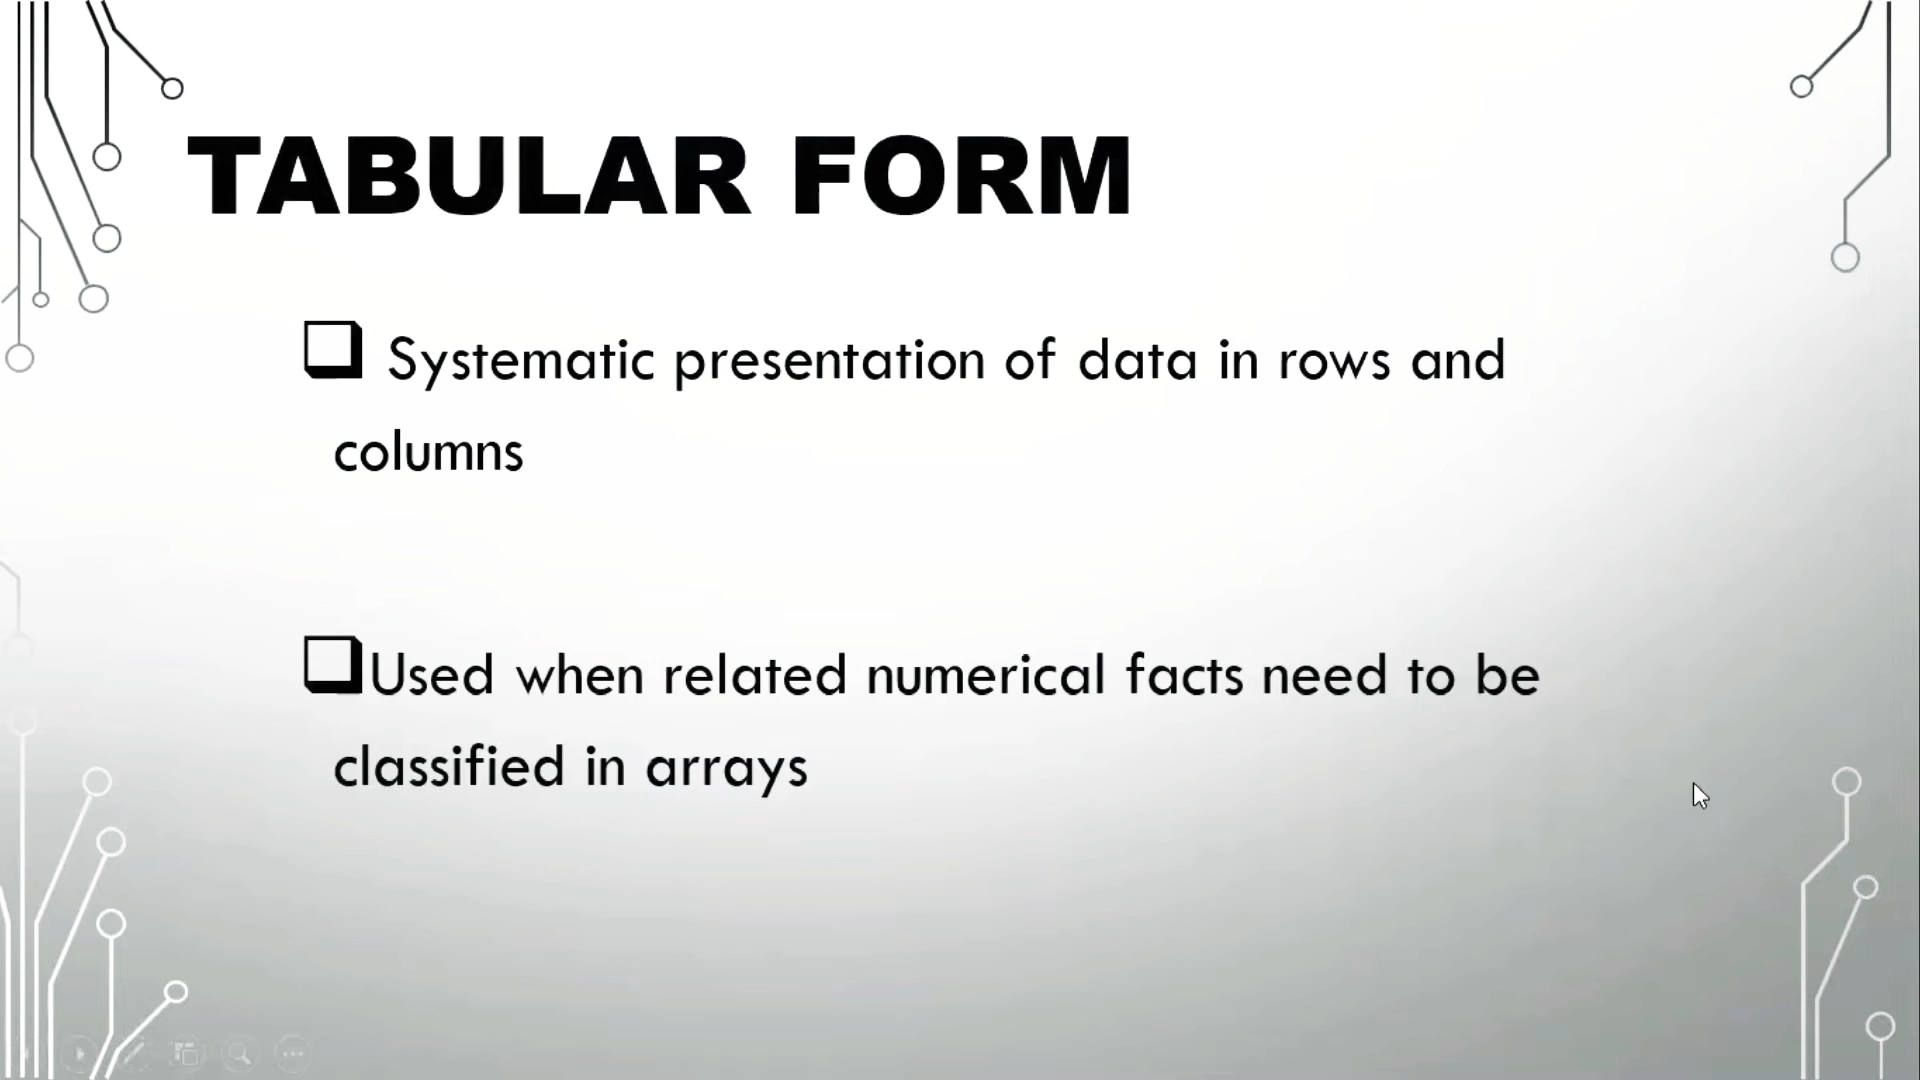 TABULAR FORM
Systematic presentation of data in rows and
columns
Used when related numerical facts need to be
classified in arrays